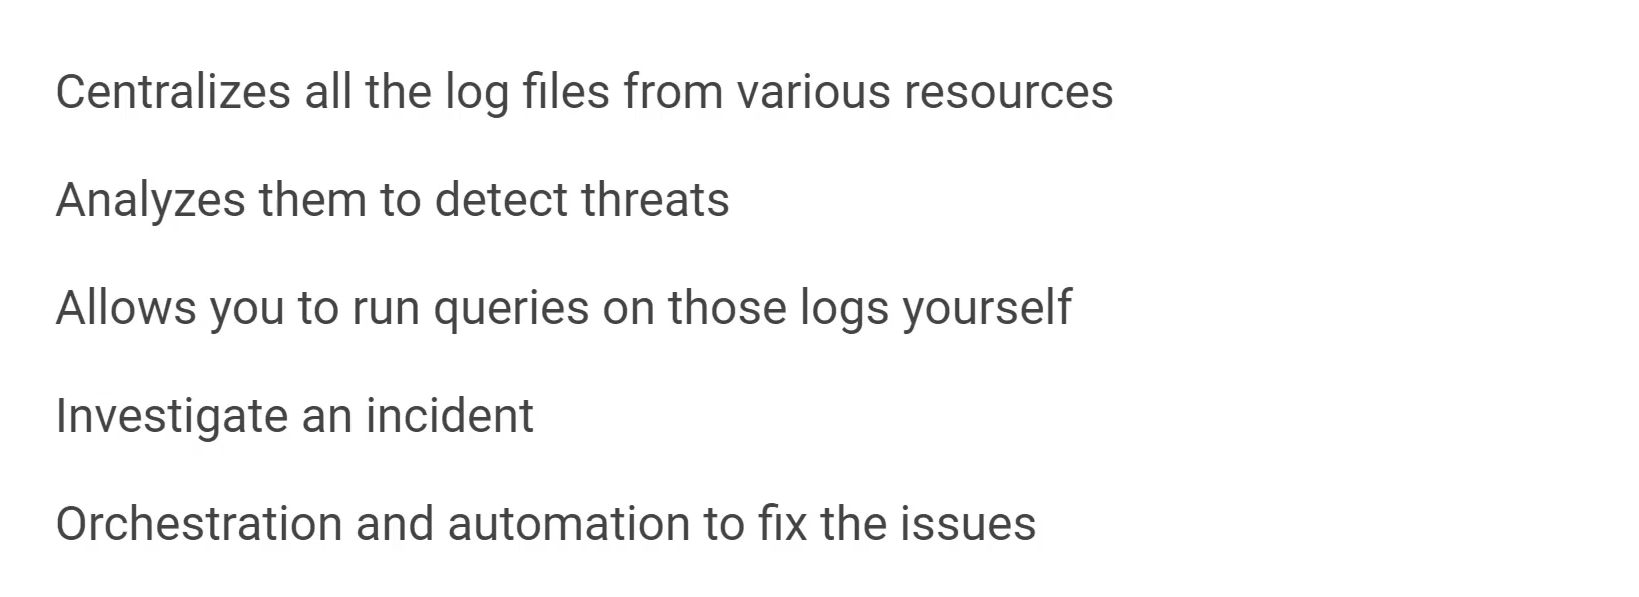 Centralizes all the log files from various resources
Analyzes them to detect threats
Allows you to run queries on those logs yourself
Investigate an incident
Orchestration and automation to fix the issues